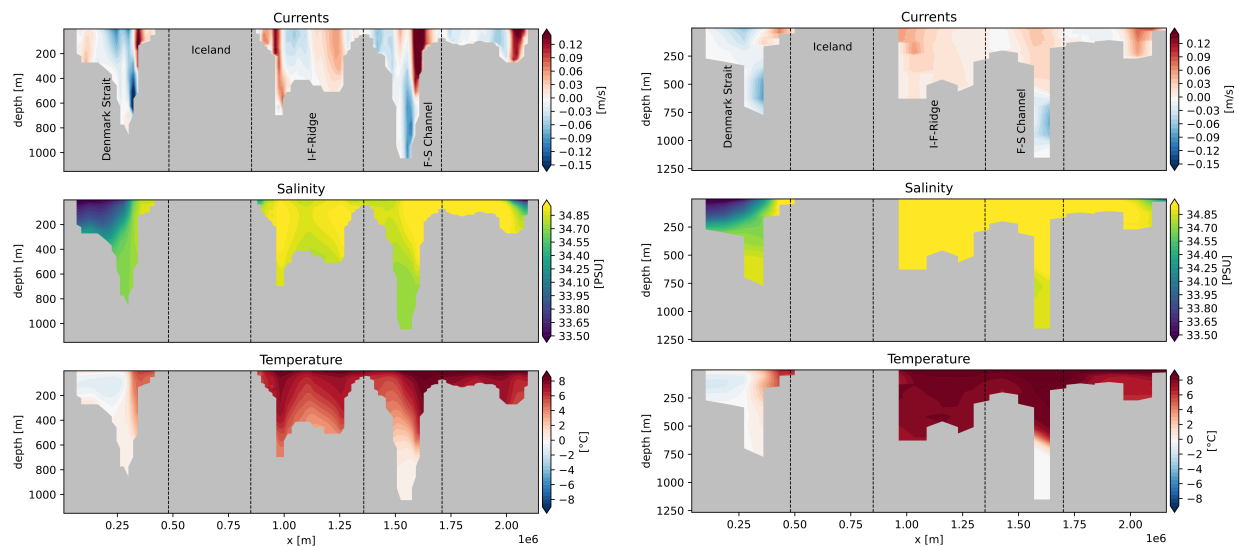 Currents
200
400
600
800
1000
depth [m]
Denmark Strait
Iceland
I-F-Ridge
F-S Channel
0.12
0.09
0.06
0.03
0.00
−0.03
−0.06
−0.09
−0.12
−0.15
[m/s]
Salinity
200
400
600
800
1000
depth [m]
34.85
34.70
34.55
34.40
34.25
34.10
33.95
33.80
33.65
33.50
[PSU]
Temperature
200
400
600
800
1000
depth [m]
8
6
4
2
0
−2
−4
−6
−8
[°C]
0.25 0.50 0.75 1.00 1.25 1.50 1.75 2.00
x [m]
1e6
Currents
250
500
750
1000
1250
depth [m]
Denmark Strait
Iceland
I-F-Ridge
F-S Channel
0.12
0.09
0.06
0.03
0.00
−0.03
−0.06
−0.09
−0.12
−0.15
[m/s]
Salinity
250
500
750
1000
1250
depth [m]
34.85
34.70
34.55
34.40
34.25
34.10
33.95
33.80
33.65
33.50
[PSU]
Temperature
250
500
750
1000
1250
depth [m]
8
6
4
2
0
−2
−4
−6
−8
[°C]
0.25 0.50 0.75 1.00 1.25 1.50 1.75 2.00
x [m]
1e6